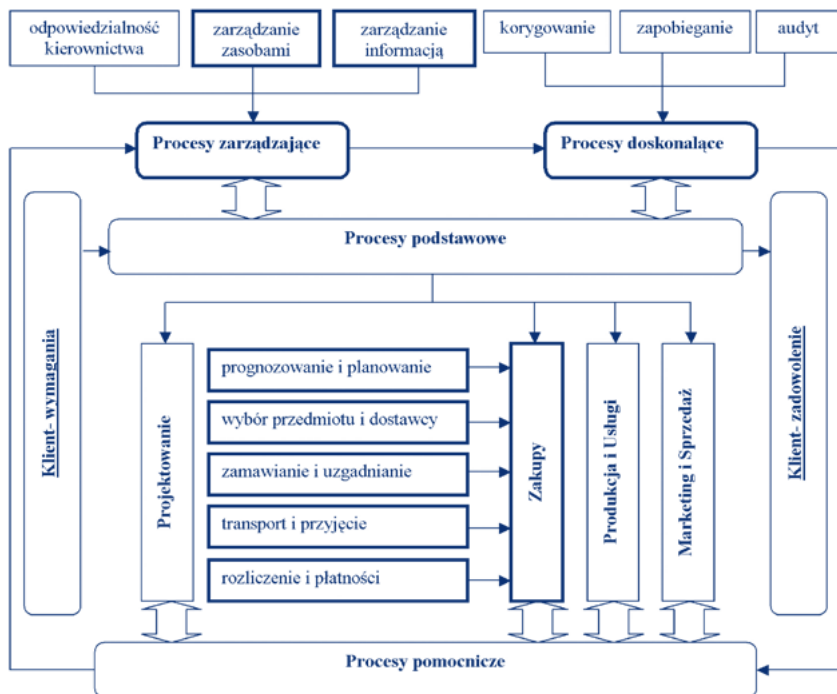 odpowiedzialność
kierownictwa
zarządzanie
zasobami
zarządzanie
informacją
korygowanie
zapobieganie
audyt
Procesy zarządzające
Procesy doskonalące
Procesy podstawowe
Klient- wymagania
Projektowanie
prognozowanie i planowanie
wybór przedmiotu i dostawcy
zamawianie i uzgadnianie
transport i przyjęcie
rozliczenie i płatności
Zakupy
Produkcja i Usługi
Marketing i Sprzedaż
Klient- zadowolenie
Procesy pomocnicze